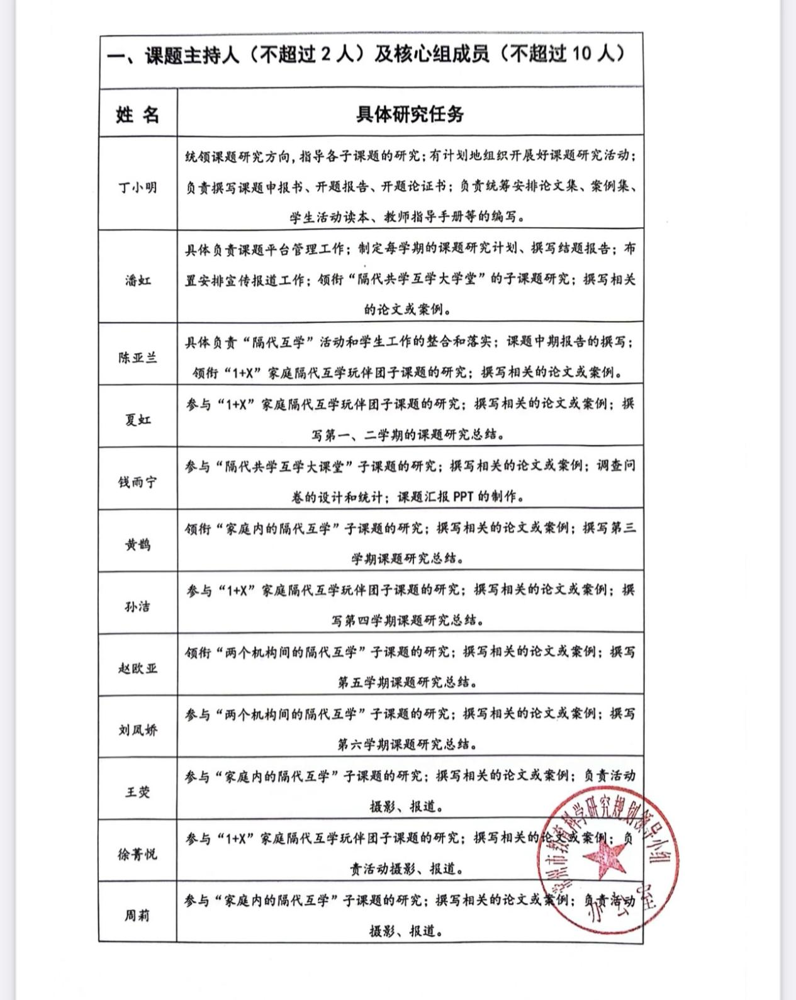 一、课题主持人（不超过2人）及核心组成员（不超过10人）
姓 名
具体研究任务
丁小明
统领课题研究方向，指导各子课题的研究；有计划地组织开展好课题研究活动；
负责撰写课题申报书、开题报告、开题论证书；负责统筹安排论文集、案例集、
学生活动读本、教师指导手册等的编写。
潘虹
具体负责课题平台管理工作；制定每学期的课题研究计划、撰写结题报告；布
置安排宣传报道工作；领衔“隔代共学互学大学堂”的子课题研究；撰写相关
的论文或案例。
陈亚兰
具体负责“隔代互学”活动和学生工作的整合和落实；课题中期报告的撰写；
领衔“1+X”家庭隔代互学玩伴团子课题的研究；撰写相关的论文或案例。
夏虹
参与“1+X”家庭隔代互学玩伴团子课题的研究；撰写相关的论文或案例；撰
写第一、二学期的课题研究总结。
钱雨宁
参与“隔代共学互学大课堂”子课题的研究；撰写相关的论文或案例；调查问
卷的设计和统计；课题汇报PPT的制作。
黄鹊
领衔“家庭内的隔代互学”子课题的研究；撰写相关的论文或案例；撰写第三
学期课题研究总结。
孙洁
参与“1+X”家庭隔代互学玩伴团子课题的研究；撰写相关的论文或案例；撰
写第四学期课题研究总结。
赵欧亚
领衔“两个机构间的隔代互学”子课题的研究；撰写相关的论文或案例；撰写
第五学期课题研究总结。
刘凤娇
参与“两个机构间的隔代互学”子课题的研究；撰写相关的论文或案例；撰写
第六学期课题研究总结。
王荧
参与“家庭内的隔代互学”子课题的研究；撰写相关的论文或案例；负责活动
摄影、报道。
徐菁悦
参与“1+X”家庭隔代互学玩伴团子课题的研究；撰写相关的论文或案例；负
责活动摄影、报道。
周莉
参与“家庭内的隔代互学”子课题的研究；撰写相关的论文或案例；负责活动
摄影、报道。
常州市教育科学研究规划领导小组
办公室